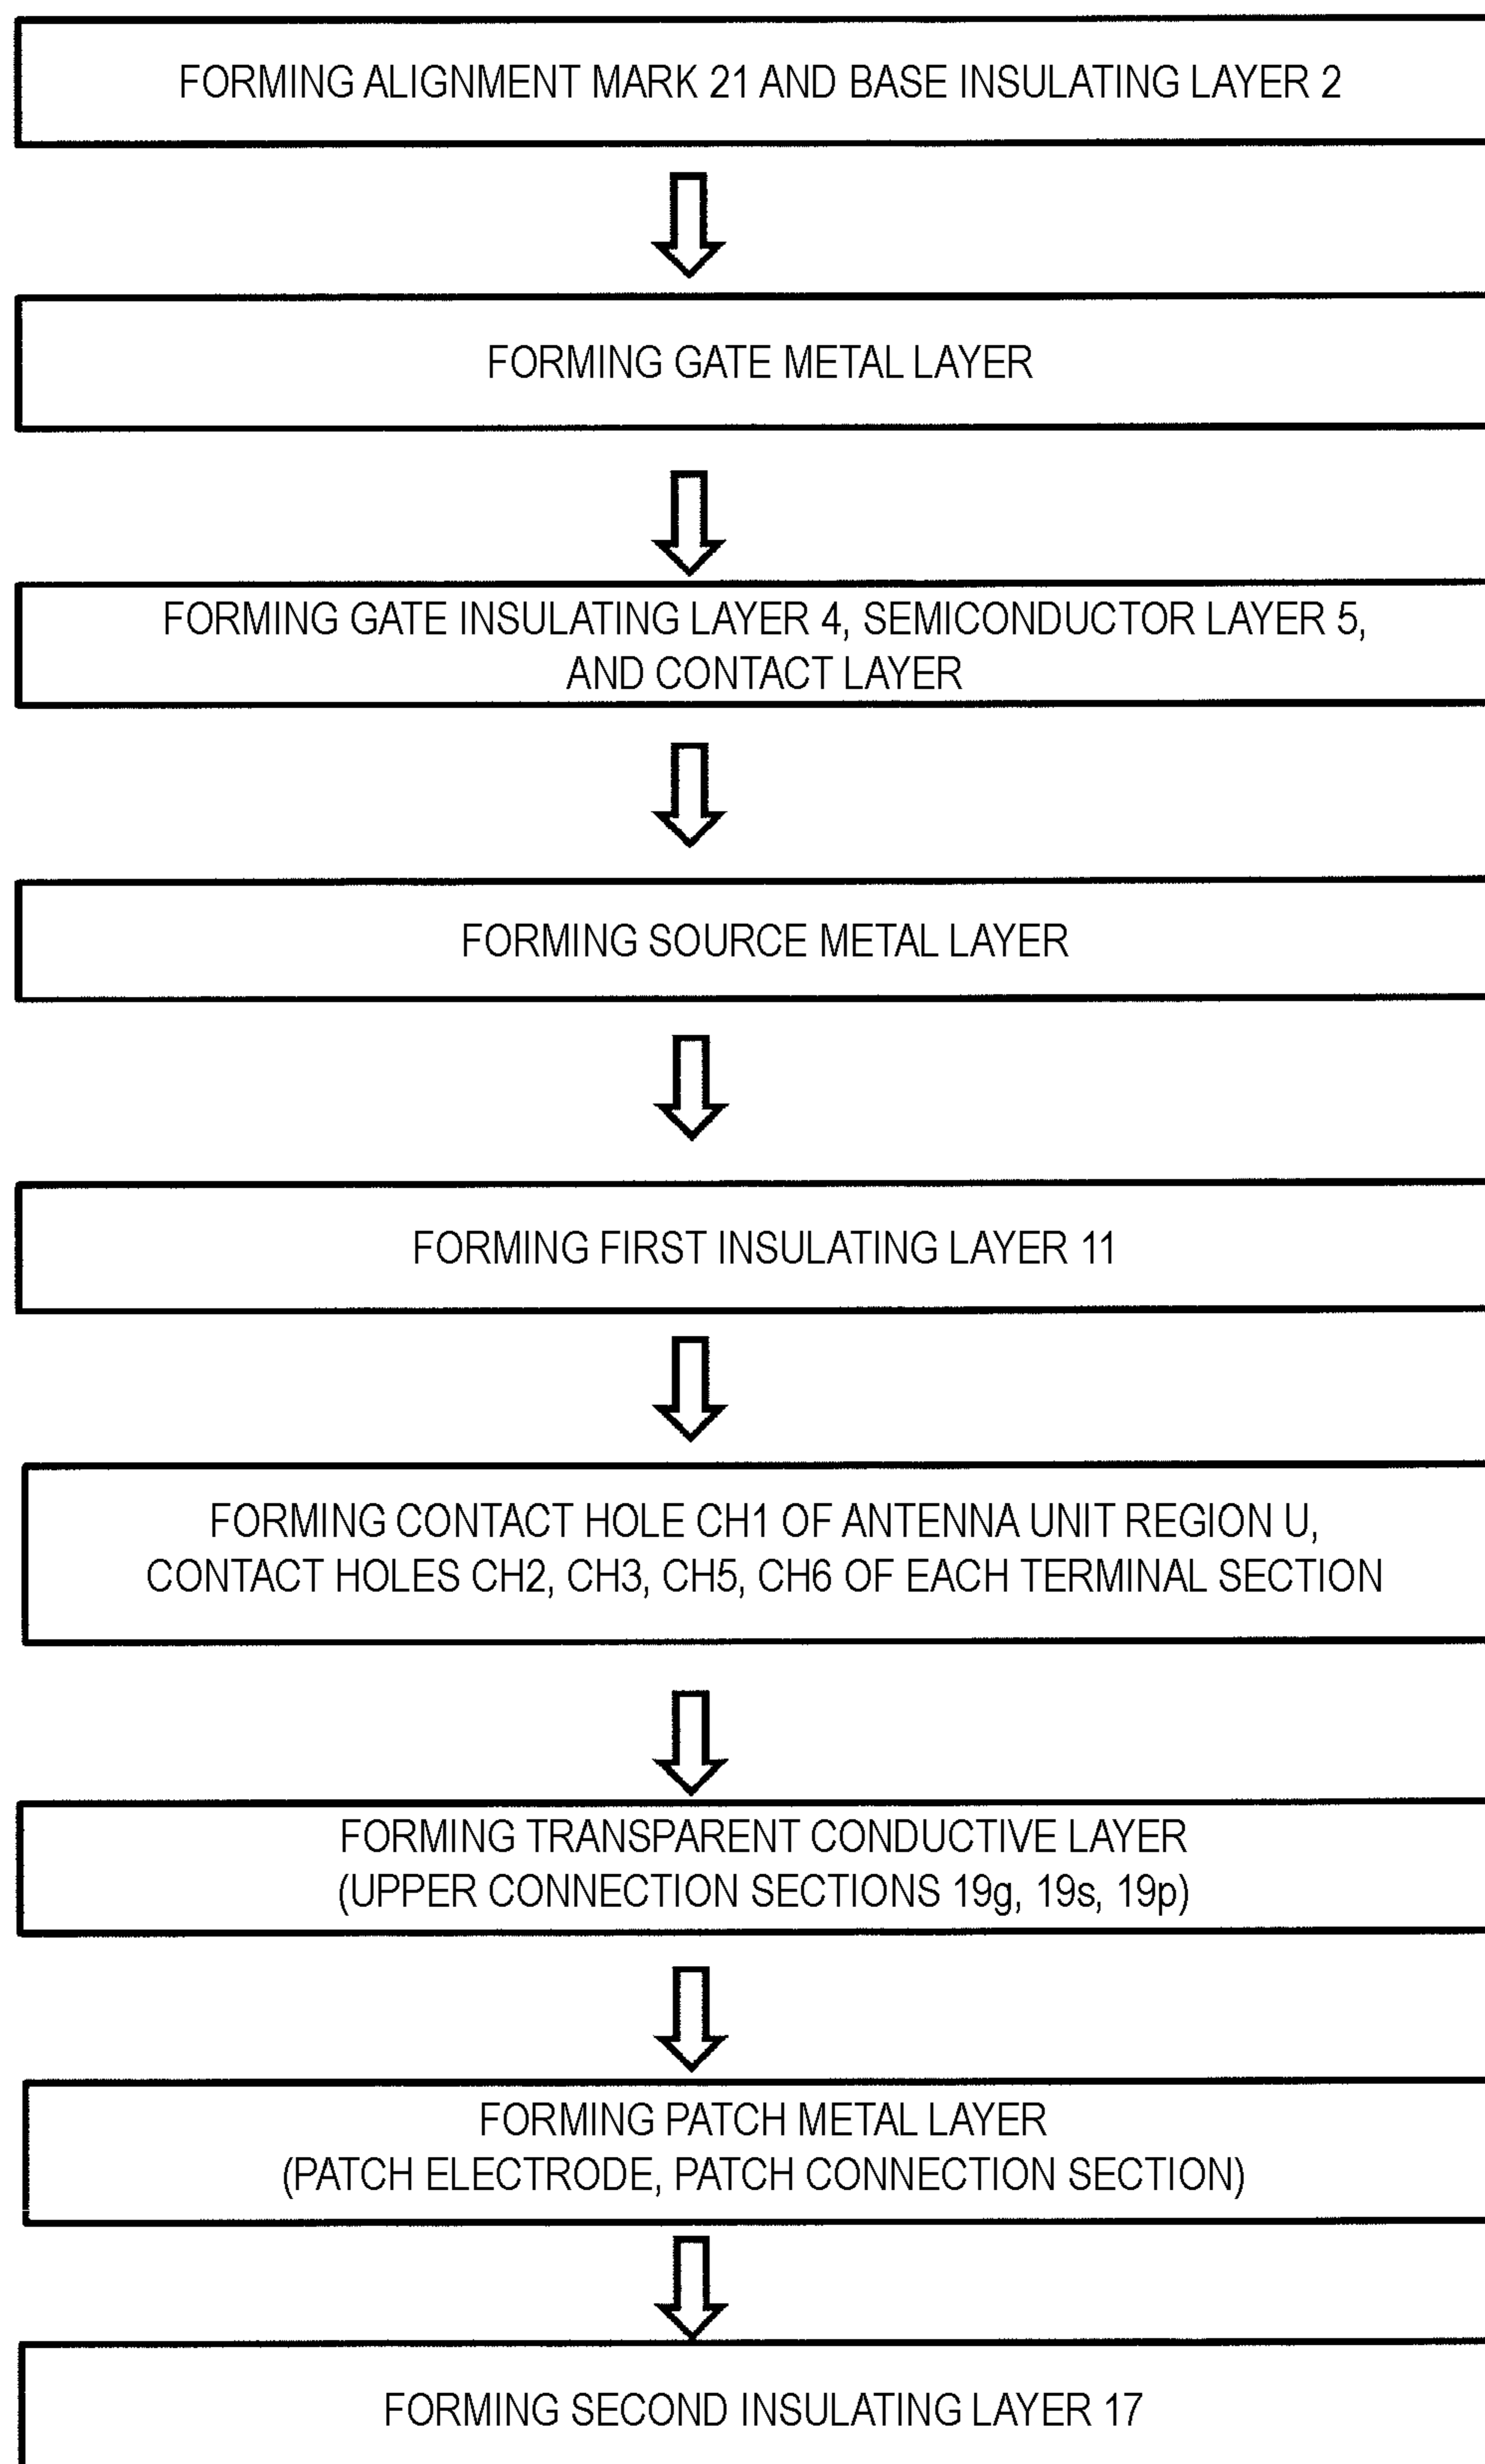 FORMING ALIGNMENT MARK 21 AND BASE INSULATING LAYER 2
FORMING GATE METAL LAYER
FORMING GATE INSULATING LAYER 4, SEMICONDUCTOR LAYER 5,
AND CONTACT LAYER
FORMING SOURCE METAL LAYER
FORMING FIRST INSULATING LAYER 11
FORMING CONTACT HOLE CH1 OF ANTENNA UNIT REGION U,
CONTACT HOLES CH2, CH3, CH5, CH6 OF EACH TERMINAL SECTION
FORMING TRANSPARENT CONDUCTIVE LAYER
(UPPER CONNECTION SECTIONS 19g, 19s, 19p)
FORMING PATCH METAL LAYER
(PATCH ELECTRODE, PATCH CONNECTION SECTION)
FORMING SECOND INSULATING LAYER 17